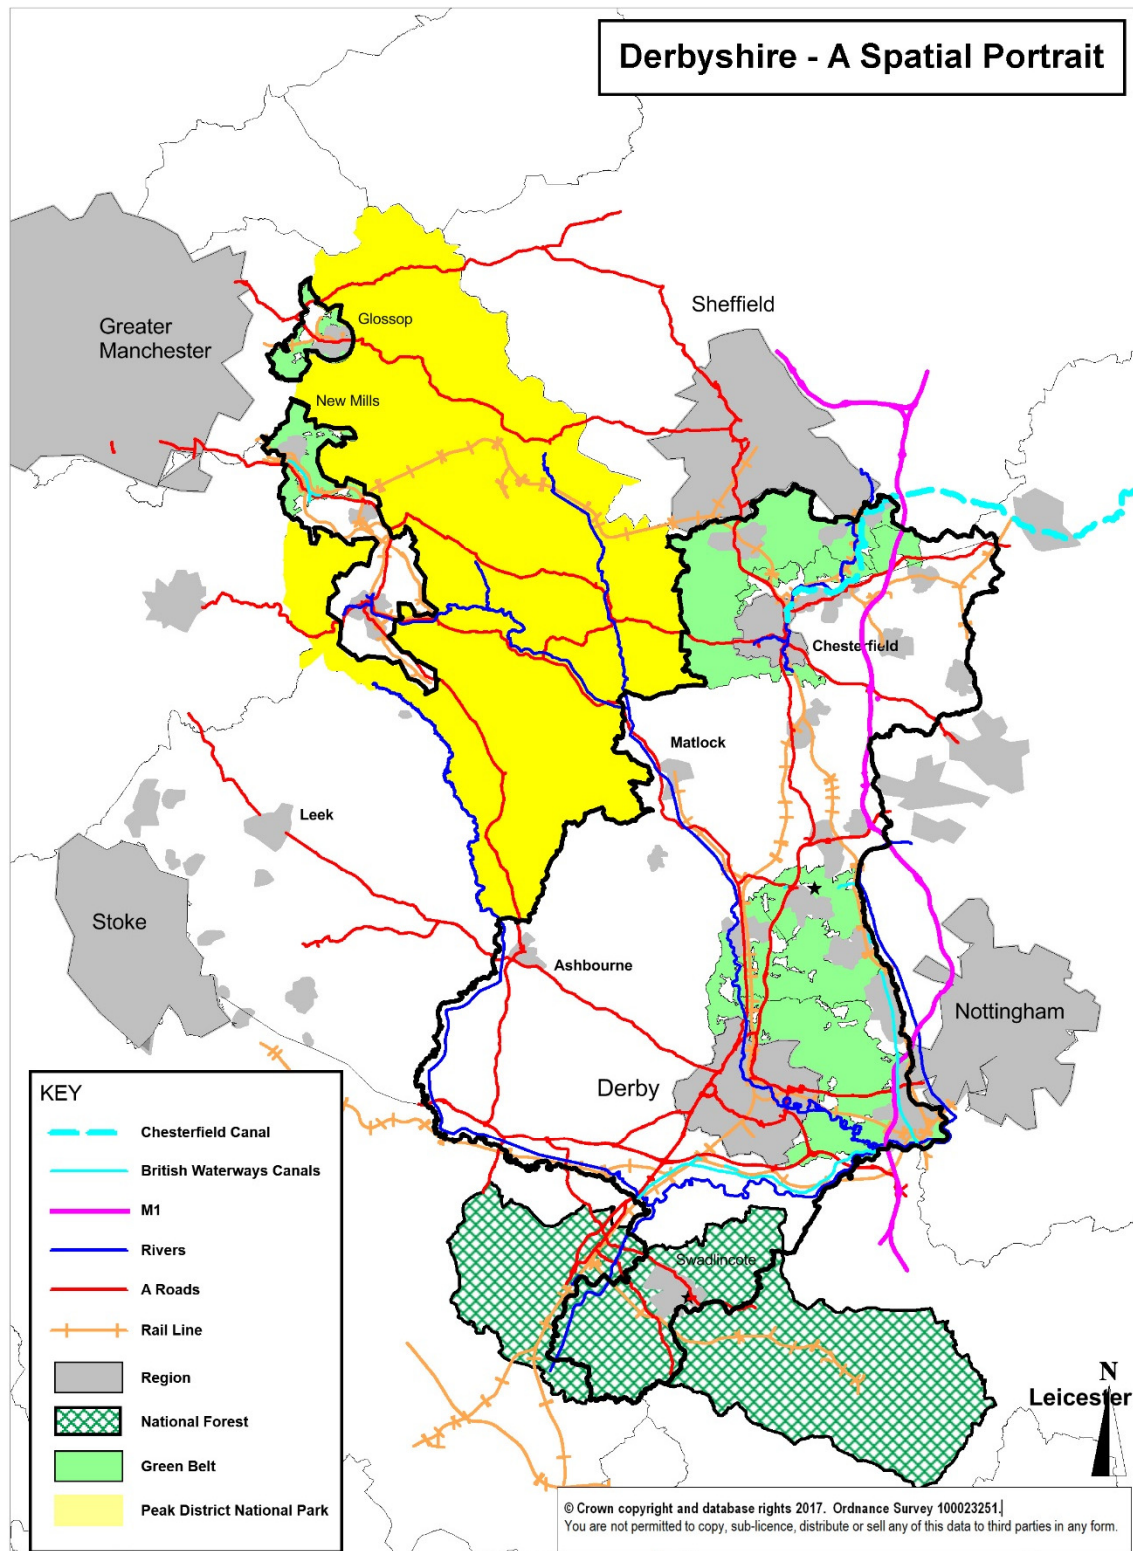 Derbyshire - A Spatial Portrait
Sheffield
Glossop
Greater
Manchester
New Mills
Chesterfield
Matlock
Leek
Stoke
Ashbourne
Nottingham
Derby
Swadlincote
Leicester
N
KEY
Chesterfield Canal
British Waterways Canals
M1
Rivers
A Roads
Rail Line
Region
National Forest
Green Belt
Peak District National Park
© Crown copyright and database rights 2017. Ordnance Survey 100023251.
You are not permitted to copy, sub-licence, distribute or sell any of this data to third parties in any form.